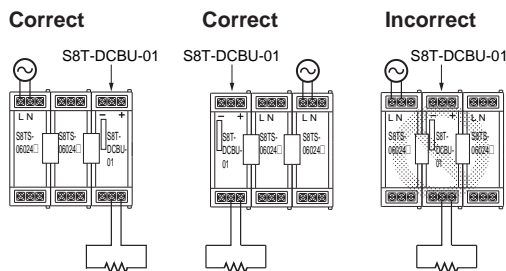 Correct Correct Incorrect
S8T-DCBU-01 S8T-DCBU-01 S8T-DCBU-01
L N − + − + L N L N L N − + L N
S8TS- S8TS- S8T- S8T- S8TS- S8TS- S8TS- S8T- S8TS-
06024□ 06024□ DCBU- DCBU- 06024□ 06024□ 06024□ DCBU- 06024□
01 01 01